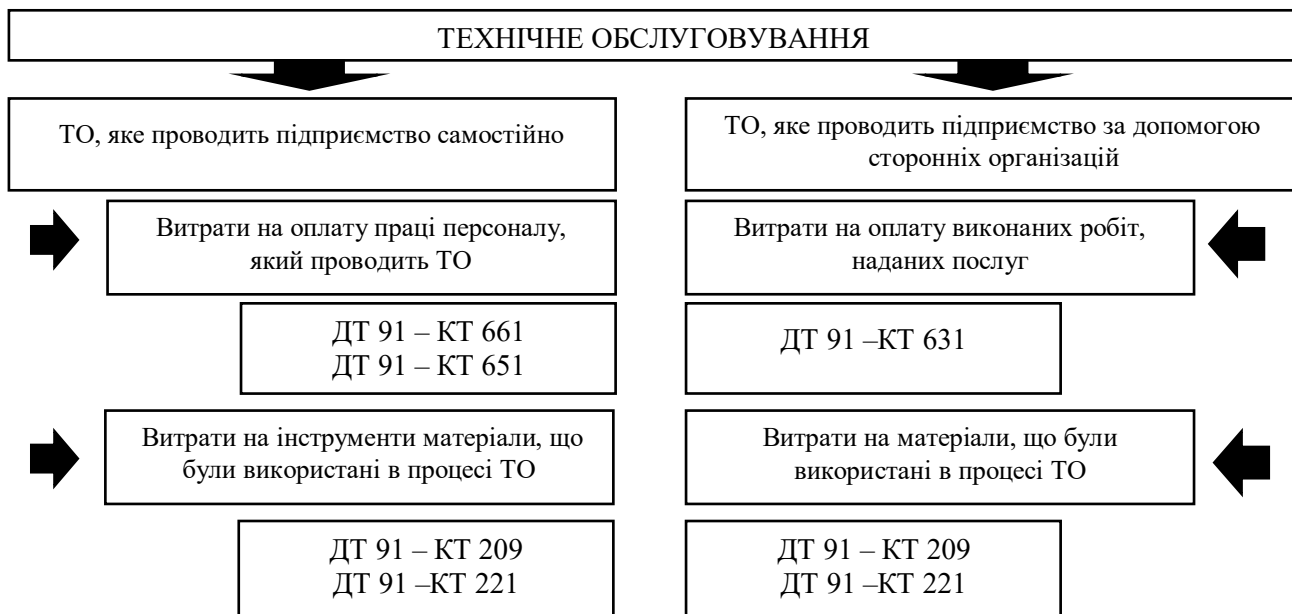 ТЕХНІЧНЕ ОБСЛУГОВУВАННЯ
ТО, яке проводить підприємство самостійно
ТО, яке проводить підприємство за допомогою
сторонніх організацій
Витрати на оплату праці персоналу,
який проводить ТО
Витрати на оплату виконаних робіт,
наданих послуг
ДТ 91 – КТ 661
ДТ 91 – КТ 651
ДТ 91 –КТ 631
Витрати на інструменти матеріали, що
були використані в процесі ТО
Витрати на матеріали, що були
використані в процесі ТО
ДТ 91 – КТ 209
ДТ 91 –КТ 221
ДТ 91 – КТ 209
ДТ 91 –КТ 221